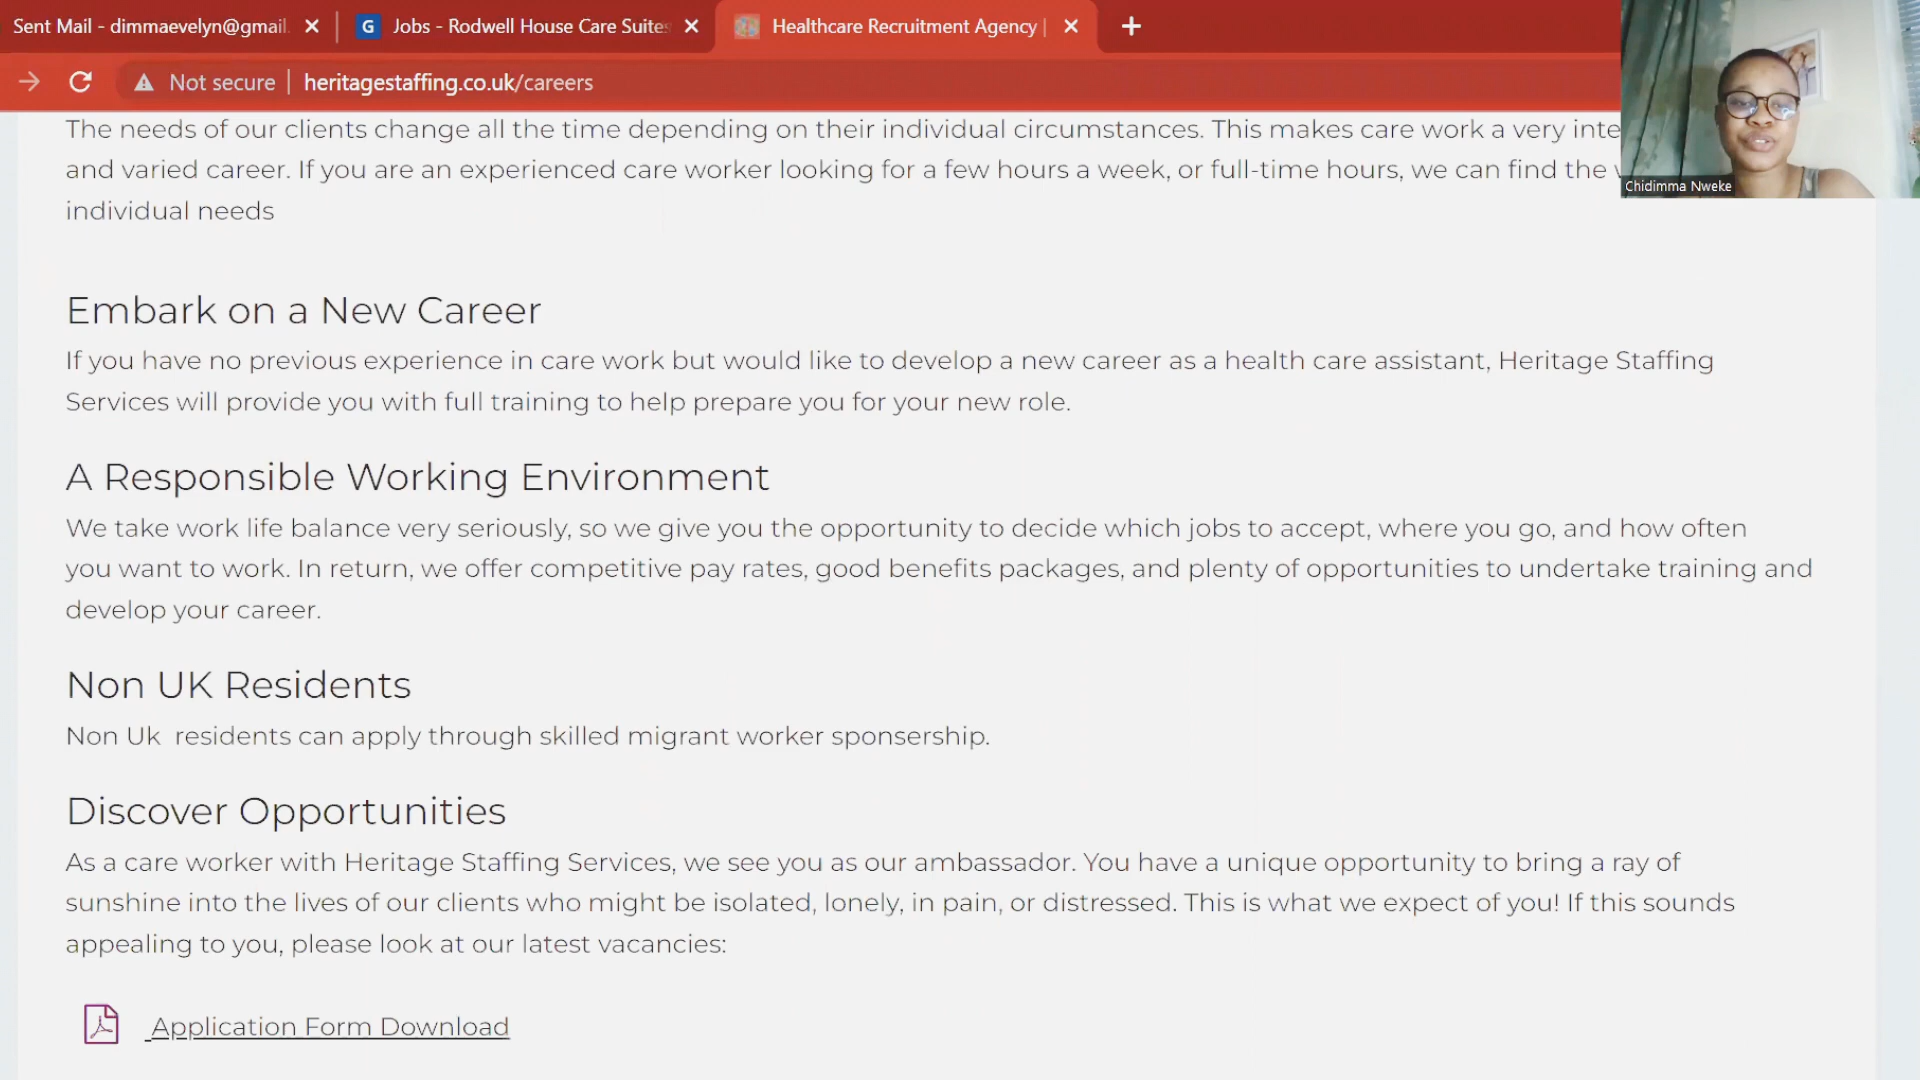 Sent Mail - dimmaevelyn@gmail.
G Jobs - Rodwell House Care Suites
Healthcare Recruitment Agency |
Not secure | heritagestaffing.co.uk/careers
Chidimma Nweke
The needs of our clients change all the time depending on their individual circumstances. This makes care work a very
and varied career. If you are an experienced care worker looking for a few hours a week, or full-time hours, we can find the
individual needs
Embark on a New Career
If you have no previous experience in care work but would like to develop a new career as a health care assistant, Heritage Staffing
Services will provide you with full training to help prepare you for your new role.
A Responsible Working Environment
We take work life balance very seriously, so we give you the opportunity to decide which jobs to accept, where you go, and how often
you want to work. In return, we offer competitive pay rates, good benefits packages, and plenty of opportunities to undertake training and
develop your career.
Non UK Residents
Non Uk residents can apply through skilled migrant worker sponsership.
Discover Opportunities
As a care worker with Heritage Staffing Services, we see you as our ambassador. You have a unique opportunity to bring a ray of
sunshine into the lives of our clients who might be isolated, lonely, in pain, or distressed. This is what we expect of you! If this sounds
appealing to you, please look at our latest vacancies:
Application Form Download